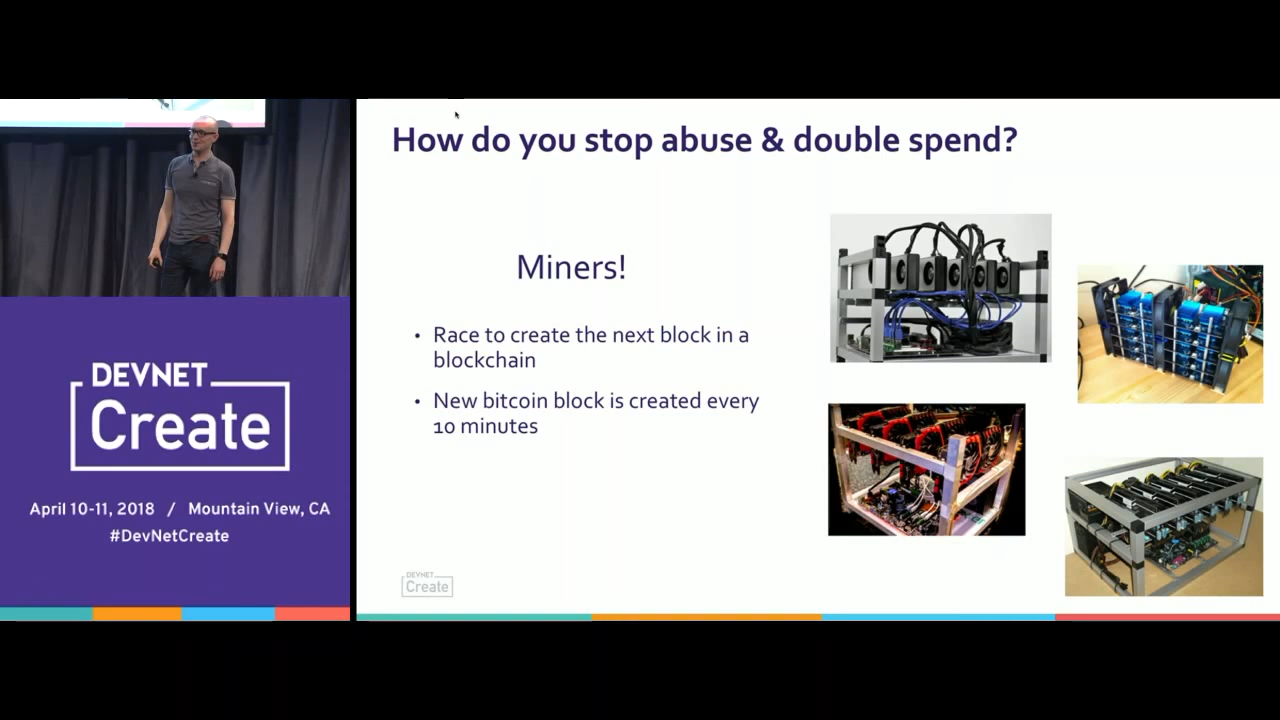 How do you stop abuse & double spend?
Miners!
• Race to create the next block in a
blockchain
• New bitcoin block is created every
10 minutes
DEVNET
Create
DEVNET
Create
April 10-11, 2018 / Mountain View, CA
#DevNetCreate